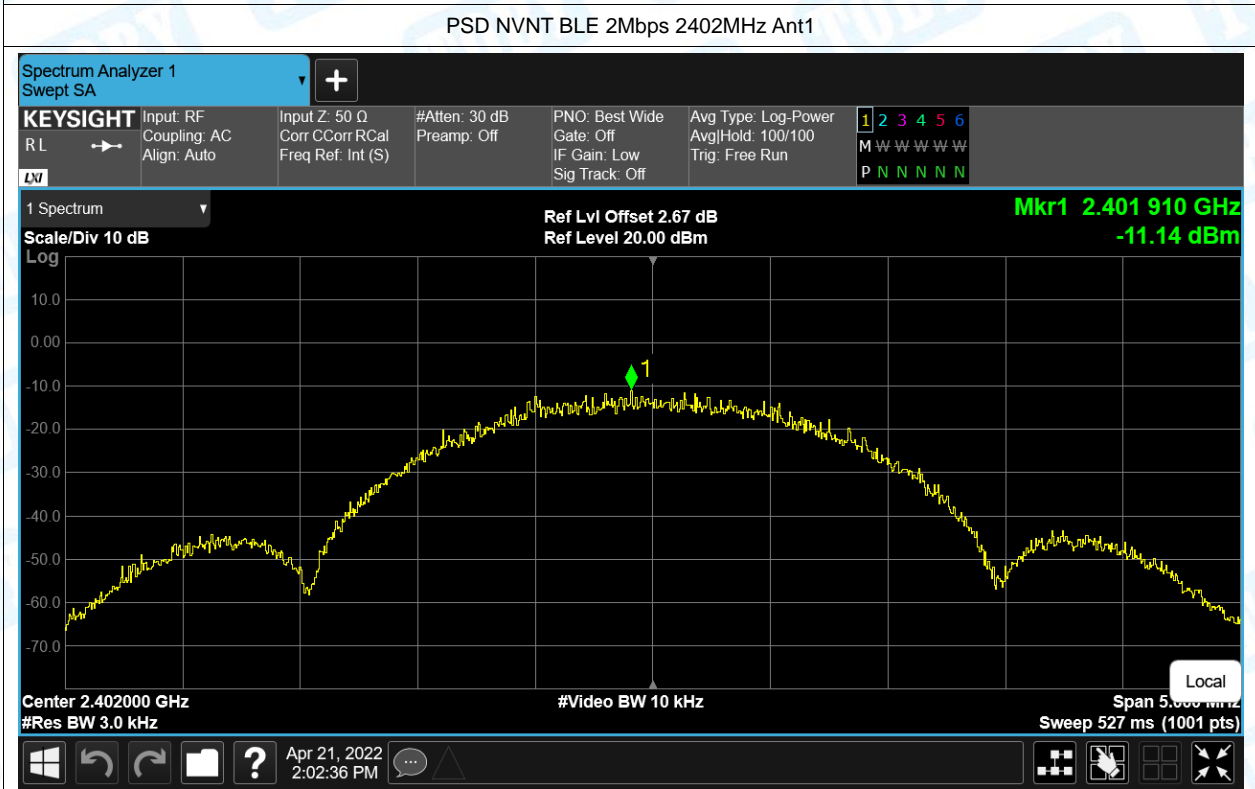 PSD NVNT BLE 2Mbps 2402MHz Ant1
Spectrum Analyzer 1
Swept SA
KEYSIGHT
R L
LXI
Input: RF
Coupling: AC
Align: Auto
Input Z: 50 Ω
Corr CCorr RCal
Freq Ref: Int (S)
#Atten: 30 dB
Preamp: Off
PNO: Best Wide
Gate: Off
IF Gain: Low
Sig Track: Off
Avg Type: Log-Power
Avg|Hold: 100/100
Trig: Free Run
1 2 3 4 5 6
M W W W W W
P N N N N N
1 Spectrum
Scale/Div 10 dB
Log
Ref Lvl Offset 2.67 dB
Ref Level 20.00 dBm
Mkr1 2.401 910 GHz
-11.14 dBm
10.0
0.00
-10.0
-20.0
-30.0
-40.0
-50.0
-60.0
-70.0
1
Local
Center 2.402000 GHz
#Video BW 10 kHz
Span 5.000 MHz
#Res BW 3.0 kHz
Sweep 527 ms (1001 pts)
?
Apr 21, 2022
2:02:36 PM